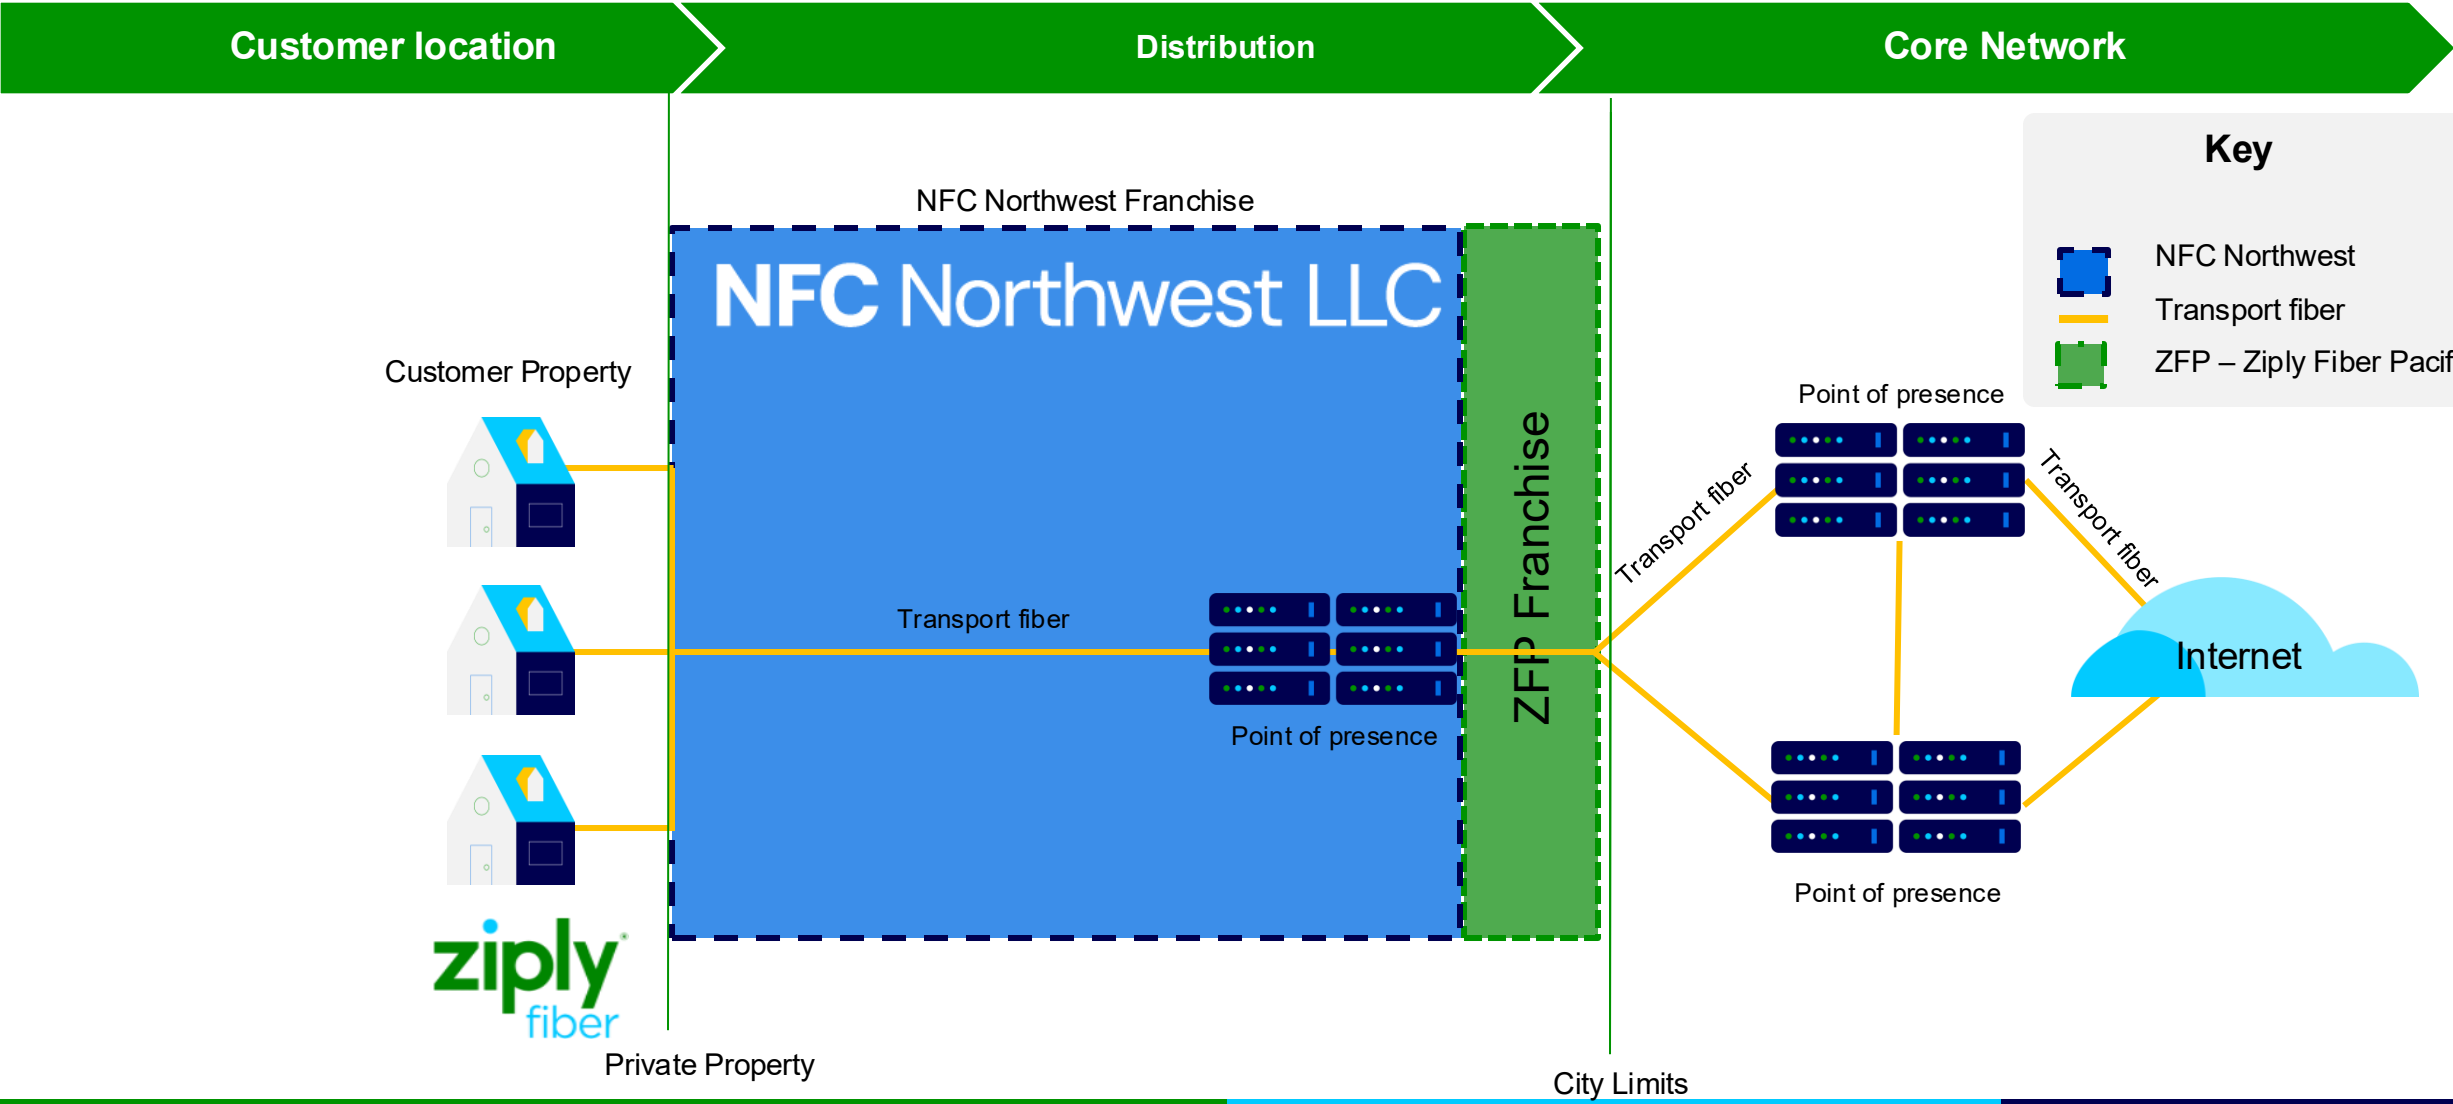 Customer location
Distribution
Core Network
Key
NFC Northwest
Transport fiber
ZFP – Ziply Fiber Pacif
NFC Northwest Franchise
NFC Northwest LLC
Customer Property
Point of presence
Transport fiber
Transport fiber
ZFP Franchise
Transport fiber
Internet
Point of presence
Point of presence
ziply
fiber
Private Property
City Limits